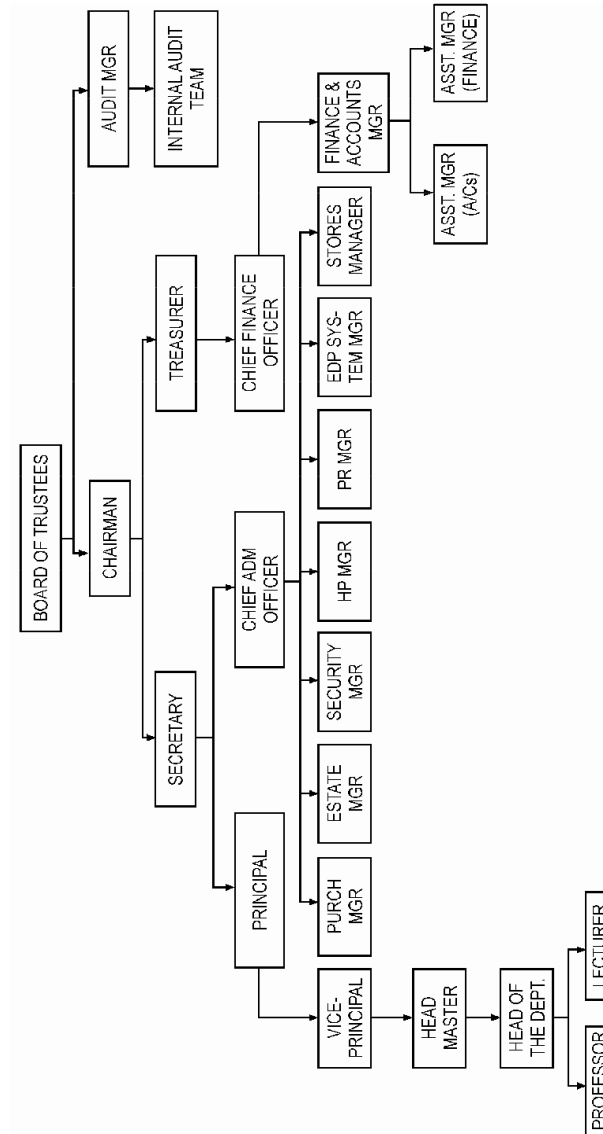 BOARD OF TRUSTEES
CHAIRMAN
AUDIT MGR
SECRETARY
TREASURER
INTERNAL AUDIT
TEAM
PRINCIPAL
CHIEF ADM
OFFICER
CHIEF FINANCE
OFFICER
VICE-
PRINCIPAL
PURCH
MGR
ESTATE
MGR
SECURITY
MGR
HP MGR
PR MGR
EDP SYS-
TEM MGR
STORES
MANAGER
FINANCE &
ACCOUNTS
MGR
HEAD
MASTER
ASST. MGR
(A/Cs)
ASST. MGR
(FINANCE)
HEAD OF
THE DEPT.
PROFESSOR
LECTURER